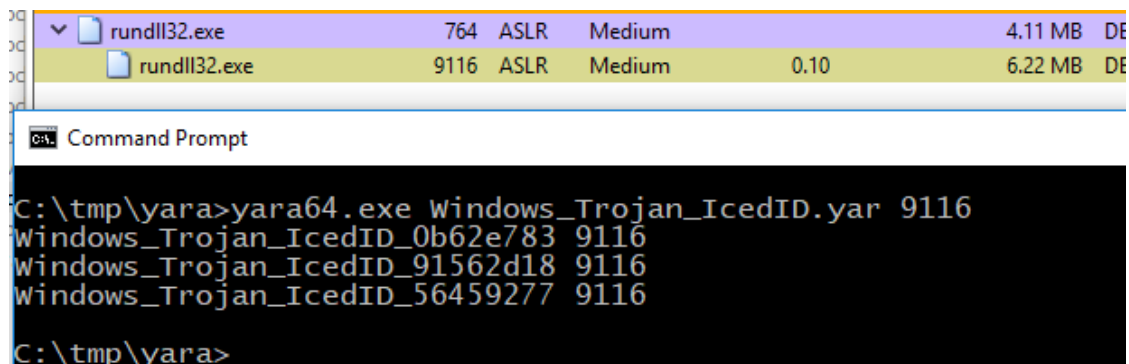 rundll32.exe 764 ASLR Medium 4.11 MB
rundll32.exe 9116 ASLR Medium 0.10 6.22 MB
Command Prompt
C:\tmp\yara>yara64.exe Windows_Trojan_IcedID.yar 9116
Windows_Trojan_IcedID_0b62e783 9116
Windows_Trojan_IcedID_91562d18 9116
Windows_Trojan_IcedID_56459277 9116
C:\tmp\yara>